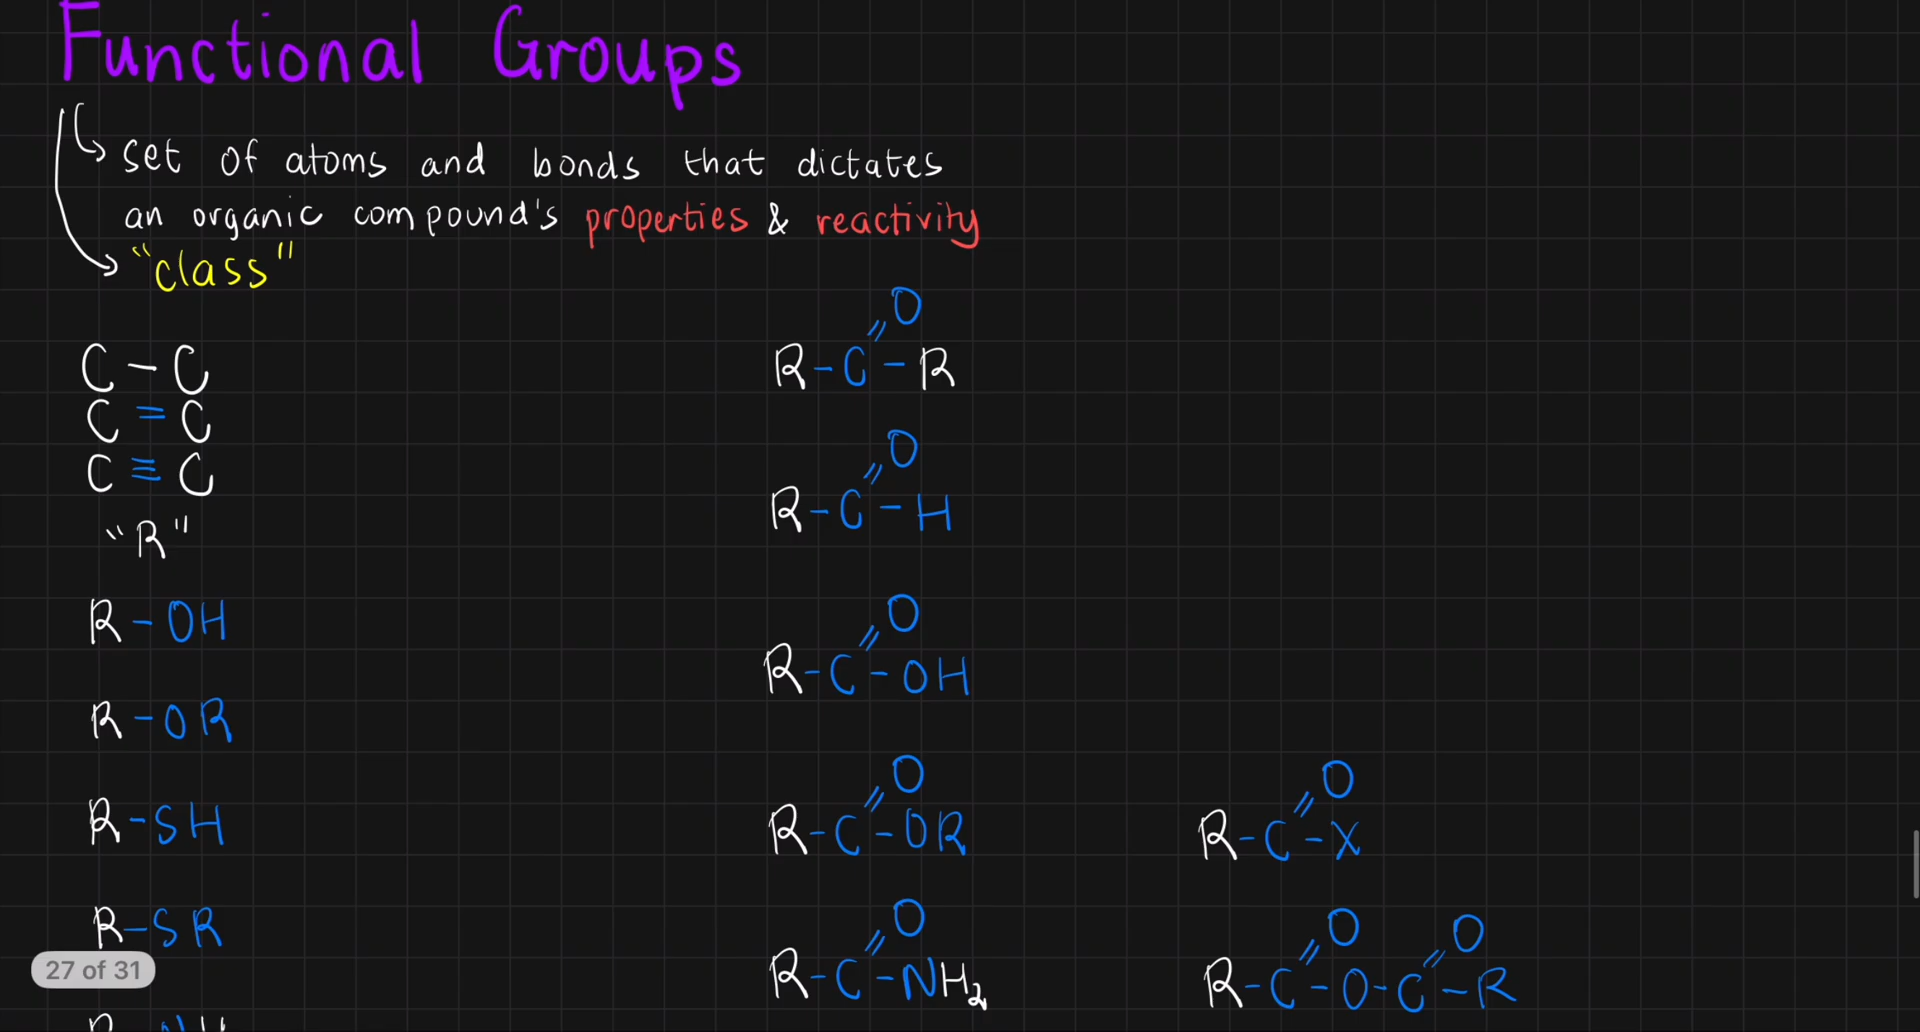 Functional Groups
set of atoms and bonds that dictates
an organic compound's properties & reactivity
"class"
C - C
C = C
C ≡ C
"R"
R - OH
R - OR
R - SH
R - SR
O
R - C - R
O
R - C - H
O
R - C - OH
O
R - C - OR
O
R - C - NH₂
O
R - C - X
O O
R - C - O - C - R
27 of 31